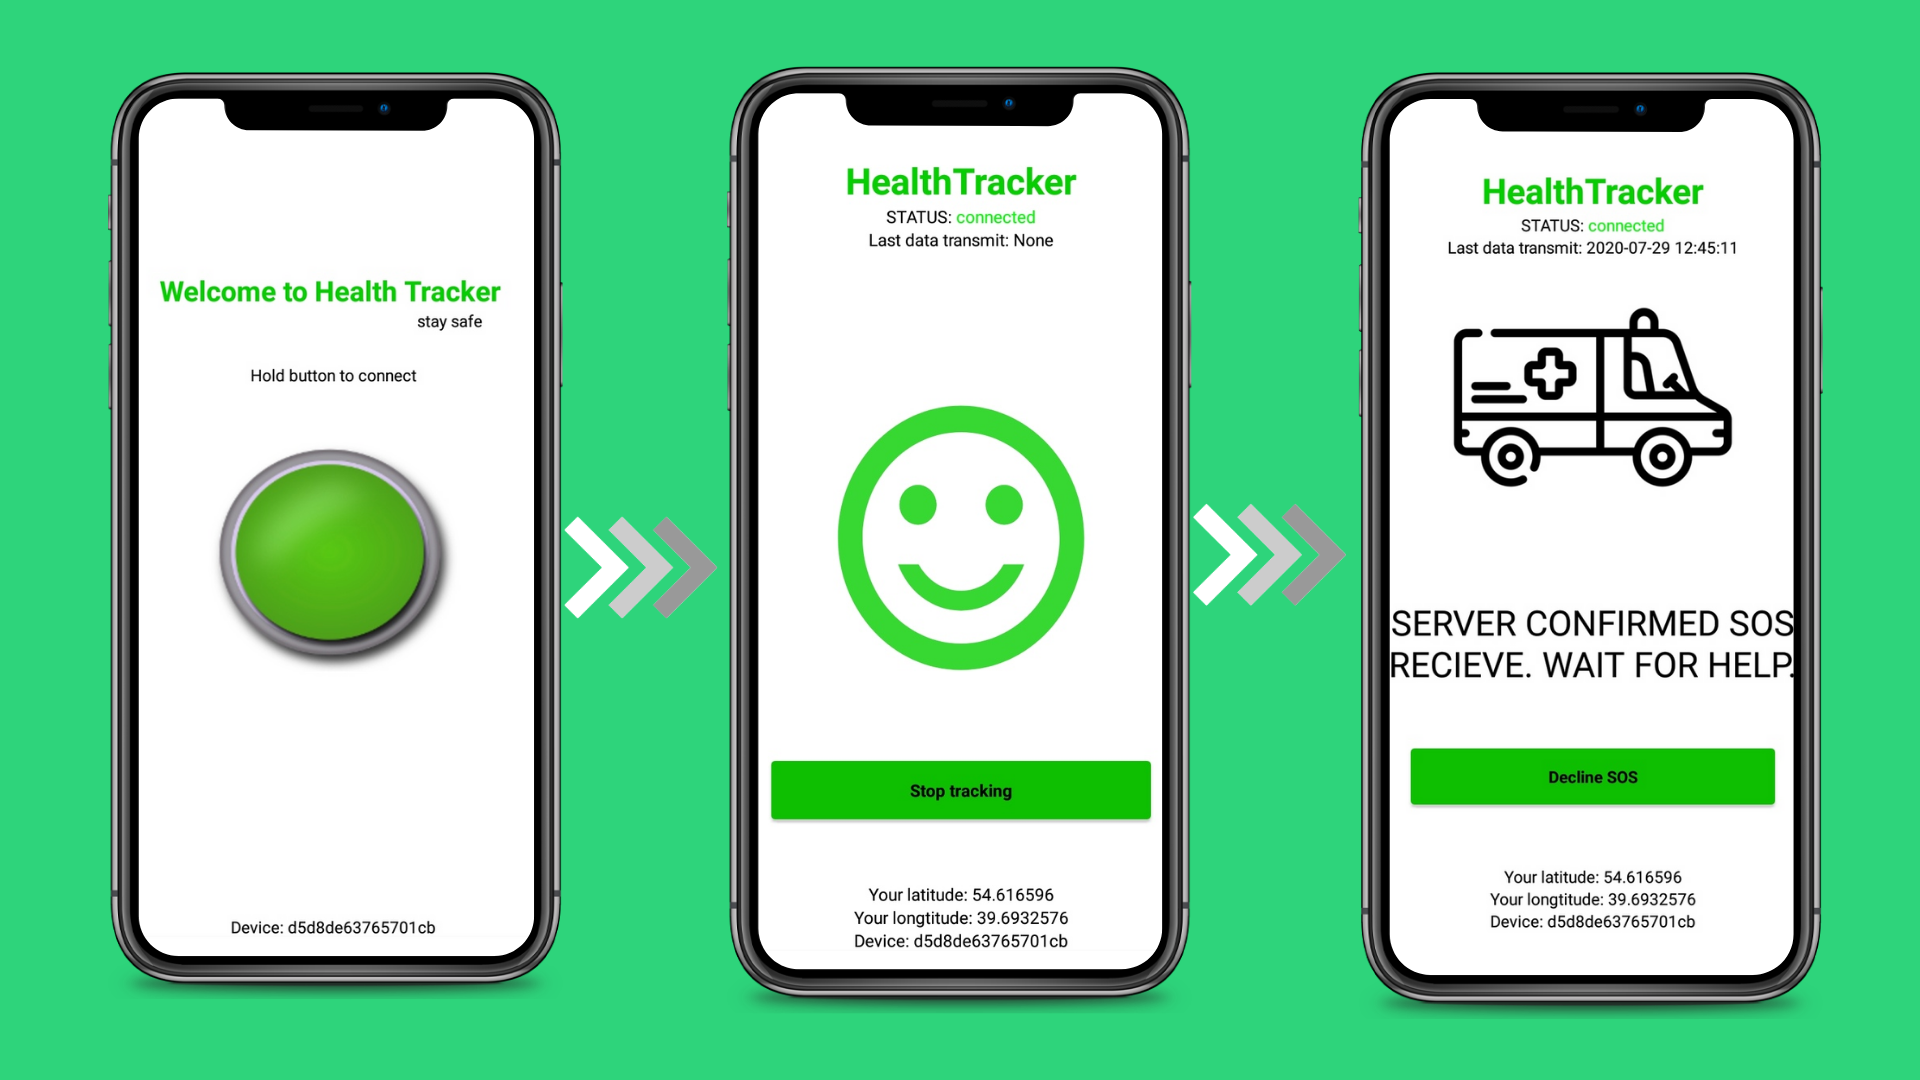 Welcome to Health Tracker
stay safe
Hold button to connect
Device: d5d8de63765701cb
HealthTracker
STATUS: connected
Last data transmit: None
Stop tracking
Your latitude: 54.616596
Your longtitude: 39.6932576
Device: d5d8de63765701cb
HealthTracker
STATUS: connected
Last data transmit: 2020-07-29 12:45:11
SERVER CONFIRMED SOS
RECIEVE. WAIT FOR HELP.
Decline SOS
Your latitude: 54.616596
Your longtitude: 39.6932576
Device: d5d8de63765701cb